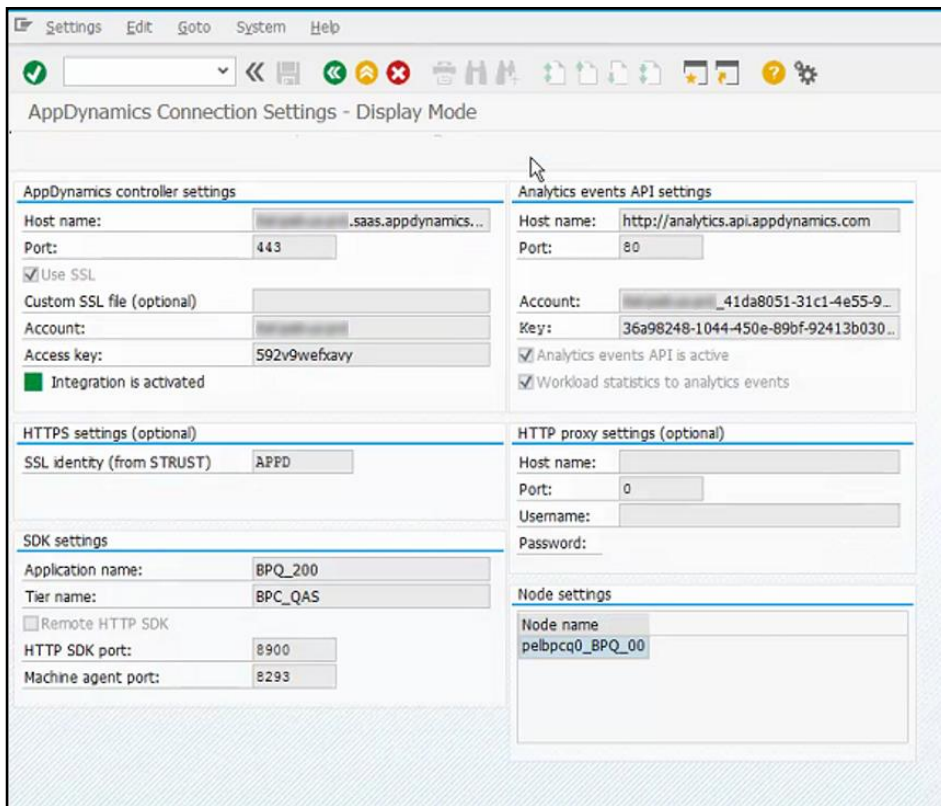 Settings Edit Goto System Help
AppDynamics Connection Settings - Display Mode
AppDynamics controller settings
Host name: .saas.appdynamics...
Port: 443
Use SSL
Custom SSL file (optional)
Account:
Access key: 592v9wefxavy
Integration is activated
Analytics events API settings
Host name: http://analytics.api.appdynamics.com
Port: 80
Account: _41da8051-31c1-4e55-9...
Key: 36a98248-1044-450e-89bf-92413b030...
Analytics events API is active
Workload statistics to analytics events
HTTPS settings (optional)
SSL identity (from STRUST) APPD
HTTP proxy settings (optional)
Host name:
Port: 0
Username:
Password:
SDK settings
Application name: BPQ_200
Tier name: BPC_QAS
Remote HTTP SDK
HTTP SDK port: 8900
Machine agent port: 8293
Node settings
Node name
pelbpcq0_BPQ_00